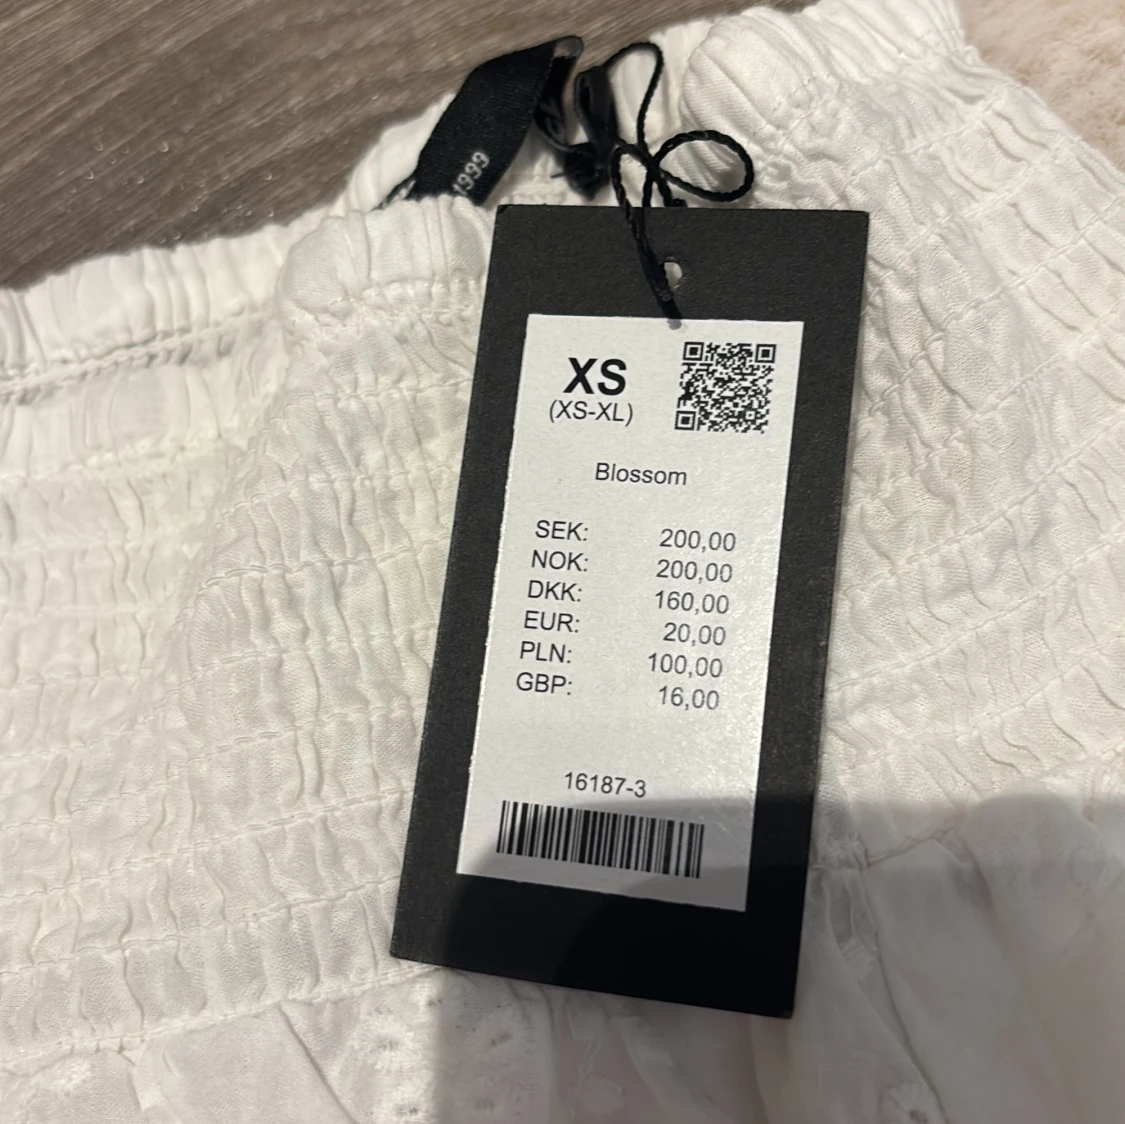 1999
XS
(XS-XL)
Blossom
SEK: 200,00
NOK: 200,00
DKK: 160,00
EUR: 20,00
PLN: 100,00
GBP: 16,00
16187-3